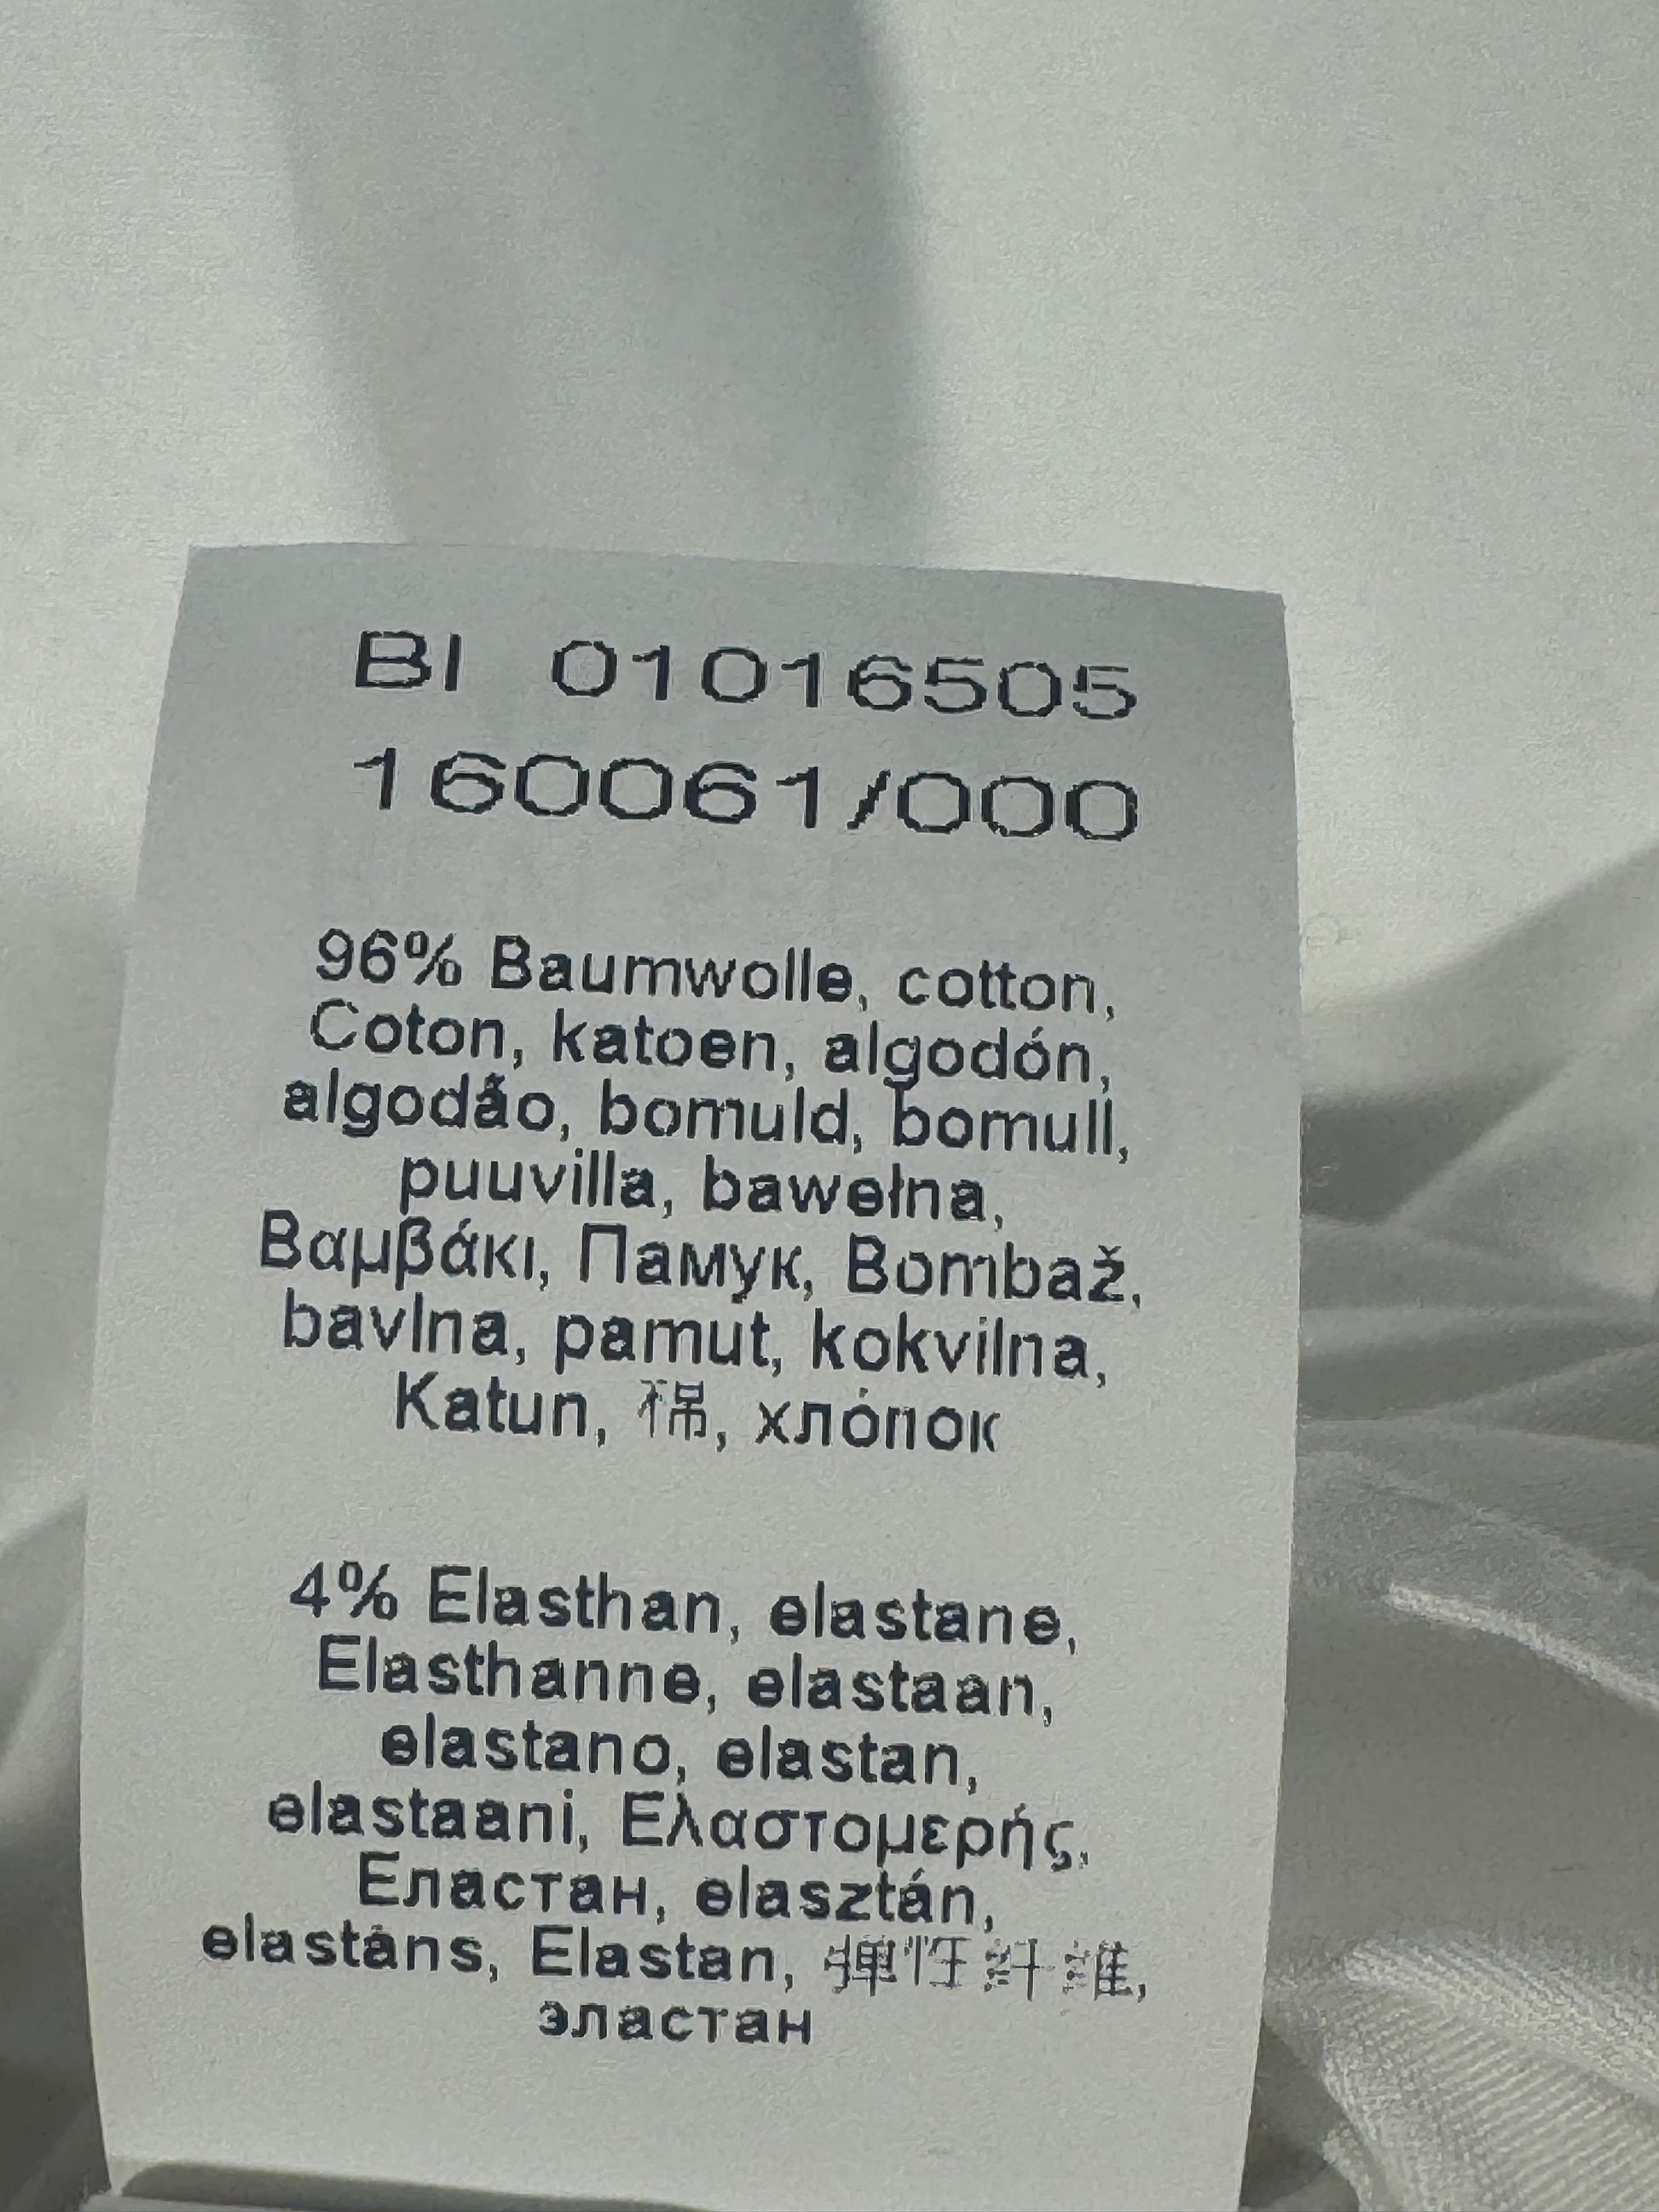 BI 01016505
160061/000
96% Baumwolle, cotton,
Coton, katoen, algodón,
algodão, bomuld, bomull,
puuvilla, bawełna,
Βαμβάκι, Памук, Bombaž,
bavlna, pamut, kokvilna,
Katun, 棉, хлопок
4% Elasthan, elastane,
Elasthanne, elastaan,
elastano, elastan,
elastaani, Ελαστομερής,
Еластан, elasztán,
elastāns, Elastan, 弾性繊維,
эластан